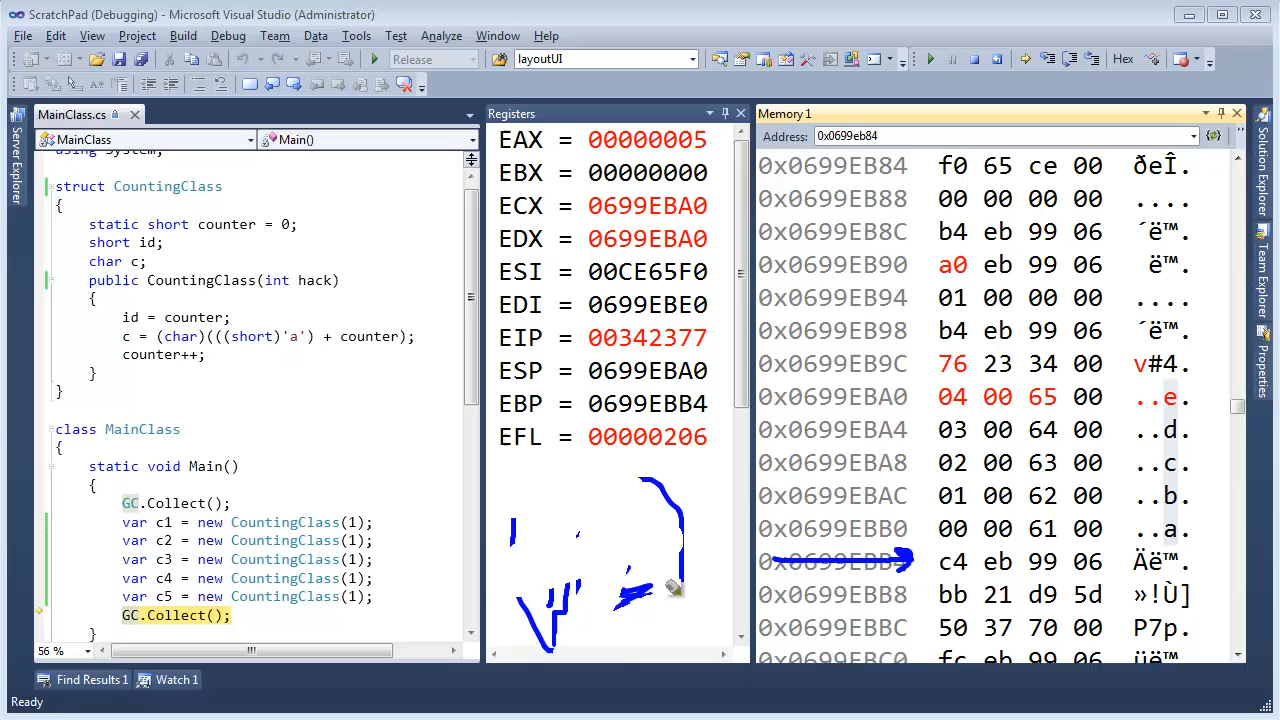 ScratchPad (Debugging) - Microsoft Visual Studio (Administrator)
File Edit View Project Build Debug Team Data Tools Test Analyze Window Help
Release layoutUI Hex
MainClass.cs
MainClass Main()
using System;
struct CountingClass
{
static short counter = 0;
short id;
char c;
public CountingClass(int hack)
{
id = counter;
c = (char)(((short)'a') + counter);
counter++;
}
}
class MainClass
{
static void Main()
{
GC.Collect();
var c1 = new CountingClass(1);
var c2 = new CountingClass(1);
var c3 = new CountingClass(1);
var c4 = new CountingClass(1);
var c5 = new CountingClass(1);
GC.Collect();
}
56 %
Server Explorer
Registers
EAX = 00000005
EBX = 00000000
ECX = 0699EBA0
EDX = 0699EBA0
ESI = 00CE65F0
EDI = 0699EBE0
EIP = 00342377
ESP = 0699EBA0
EBP = 0699EBB4
EFL = 00000206
Memory 1
Address: 0x0699eb84
0x0699EB84 f0 65 ce 00 ðeÎ.
0x0699EB88 00 00 00 00 ....
0x0699EB8C b4 eb 99 06 ´ë™.
0x0699EB90 a0 eb 99 06 ë™.
0x0699EB94 01 00 00 00 ....
0x0699EB98 b4 eb 99 06 ´ë™.
0x0699EB9C 76 23 34 00 v#4.
0x0699EBA0 04 00 65 00 ..e.
0x0699EBA4 03 00 64 00 ..d.
0x0699EBA8 02 00 63 00 ..c.
0x0699EBAC 01 00 62 00 ..b.
0x0699EBB0 00 00 61 00 ..a.
0x0699EBB4 c4 eb 99 06 Äë™.
0x0699EBB8 bb 21 d9 5d »!Ù]
0x0699EBBC 50 37 70 00 P7p.
0x0699EBC0 fc eb 99 06 üë™
Solution Explorer
Team Explorer
Properties
Find Results 1 Watch 1
Ready